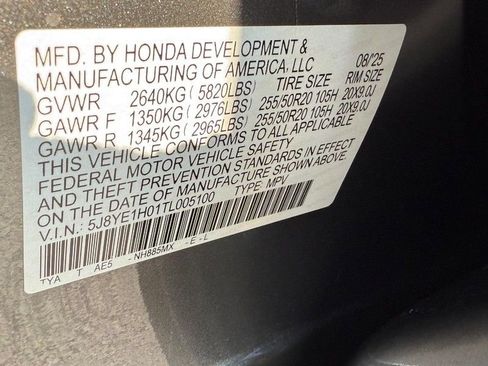 MFD. BY HONDA DEVELOPMENT &
MANUFACTURING OF AMERICA, LLC 08/'25
GVWR 2640KG (5820LBS) TIRE SIZE RIM SIZE
GAWR F 1350KG (2976LBS) 255/50R20 105H 20X9.0J
GAWR R 1345KG (2965LBS) 255/50R20 105H 20X9.0J
THIS VEHICLE CONFORMS TO ALL APPLICABLE
FEDERAL MOTOR VEHICLE SAFETY
AND THEFT PREVENTION STANDARDS IN EFFECT
ON THE DATE OF MANUFACTURE SHOWN ABOVE.
V.I.N.: 5J8YE1H01TL005100 TYPE: MPV
TYA T AE5 - NH885MX - E - L